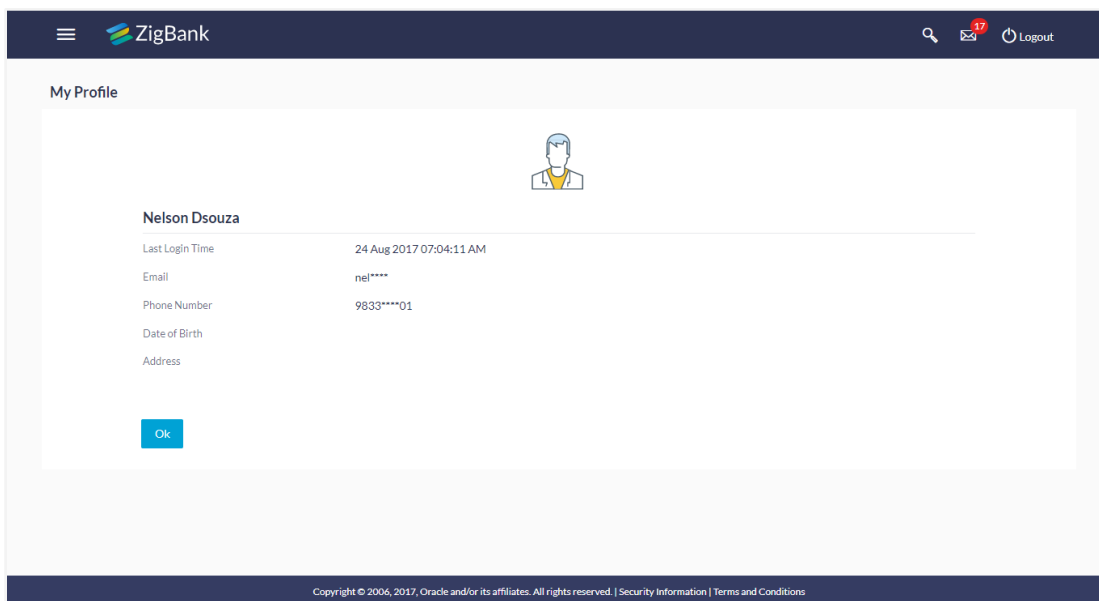 ZigBank
17
Logout
My Profile
Nelson Dsouza
Last Login Time 24 Aug 2017 07:04:11 AM
Email nel****
Phone Number 9833****01
Date of Birth
Address
Ok
Copyright © 2006, 2017, Oracle and/or its affiliates. All rights reserved. | Security Information | Terms and Conditions